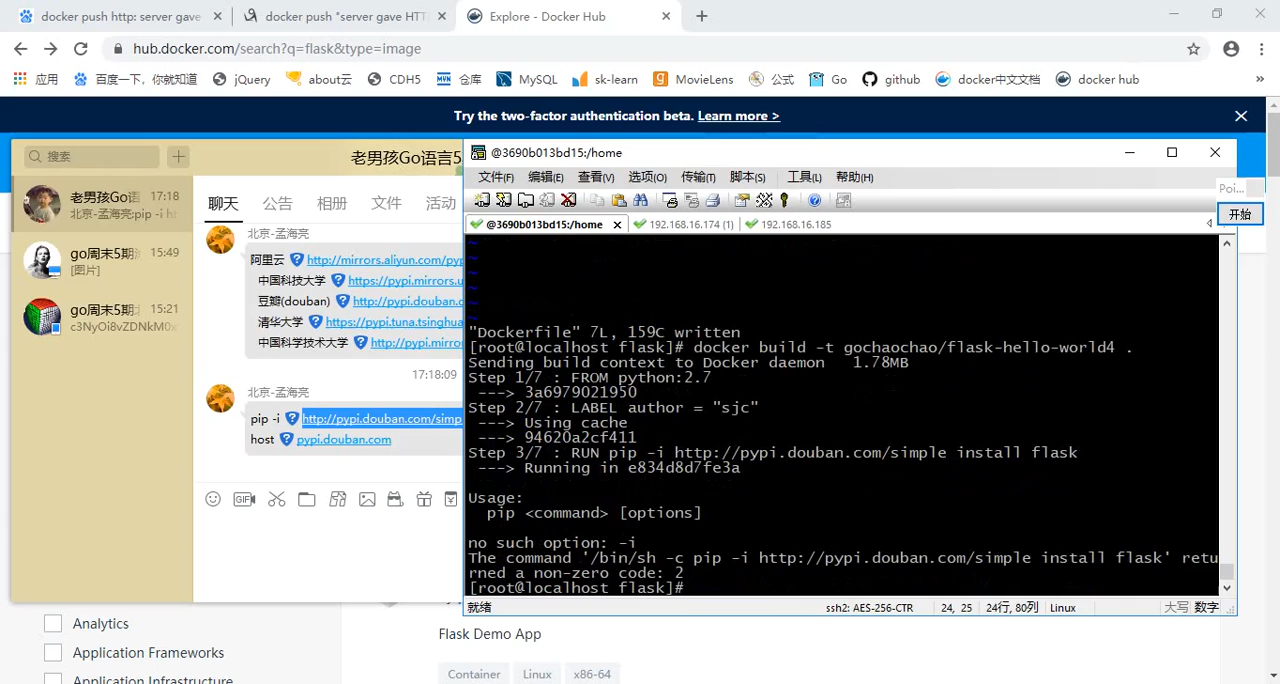 docker push http: server gave
docker push "server gave HTT
Explore - Docker Hub
hub.docker.com/search?q=flask&type=image
应用
百度一下，你就知道
jQuery
about云
CDH5
仓库
MySQL
sk-learn
MovieLens
公式
Go
github
docker中文文档
docker hub
Try the two-factor authentication beta. Learn more >
搜索
老男孩Go语言5
老男孩Go语 17:18
北京-孟海亮:pip -i h
go周末5期 15:49
[图片]
go周末5期 15:21
c3NyOi8vZDNkM0x
聊天 公告 相册 文件 活动
北京-孟海亮
阿里云 http://mirrors.aliyun.com/pyp
中国科技大学 https://pypi.mirrors.u
豆瓣(douban) http://pypi.douban.c
清华大学 https://pypi.tuna.tsinghua
中国科学技术大学 http://pypi.mirror
17:18:09
北京-孟海亮
pip -i http://pypi.douban.com/simp
host pypi.douban.com
GIF
@3690b013bd15:/home
文件(F) 编辑(E) 查看(V) 选项(O) 传输(T) 脚本(S) 工具(L) 帮助(H)
@3690b013bd15:/home
192.168.16.174 (1)
192.168.16.185
Poi...
开始
~
~
~
~
~
~
"Dockerfile" 7L, 159C written
[root@localhost flask]# docker build -t gochaochao/flask-hello-world4 .
Sending build context to Docker daemon 1.78MB
Step 1/7 : FROM python:2.7
---> 3a6979021950
Step 2/7 : LABEL author = "sjc"
---> Using cache
---> 94620a2cf411
Step 3/7 : RUN pip -i http://pypi.douban.com/simple install flask
---> Running in e834d8d7fe3a
Usage:
pip <command> [options]
no such option: -i
The command '/bin/sh -c pip -i http://pypi.douban.com/simple install flask' retu
rned a non-zero code: 2
[root@localhost flask]#
就绪
ssh2: AES-256-CTR
24, 25
24行, 80列
Linux
大写 数字
Analytics
Application Frameworks
Application Infrastructure
Flask Demo App
Container
Linux
x86-64